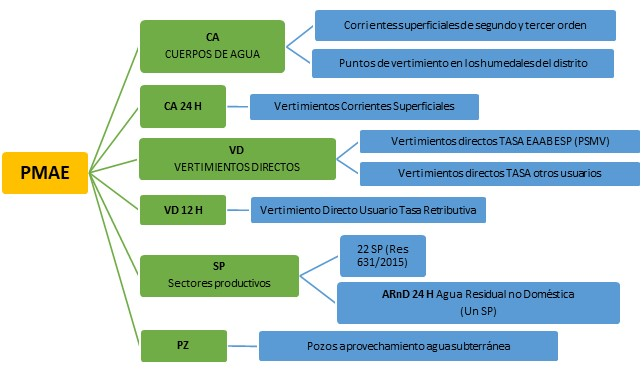 PMAE
CA
CUERPOS DE AGUA
Corrientes superficiales de segundo y tercer orden
Puntos de vertimiento en los humedales del distrito
CA 24 H
Vertimientos Corrientes Superficiales
VD
VERTIMIENTOS DIRECTOS
Vertimientos directos TASA EAAB ESP (PSMV)
Vertimientos directos TASA otros usuarios
VD 12 H
Vertimiento Directo Usuario Tasa Retributiva
SP
Sectores productivos
22 SP (Res
631/2015)
ARnD 24 H Agua Residual no Doméstica
(Un SP)
PZ
Pozos aprovechamiento agua subterránea